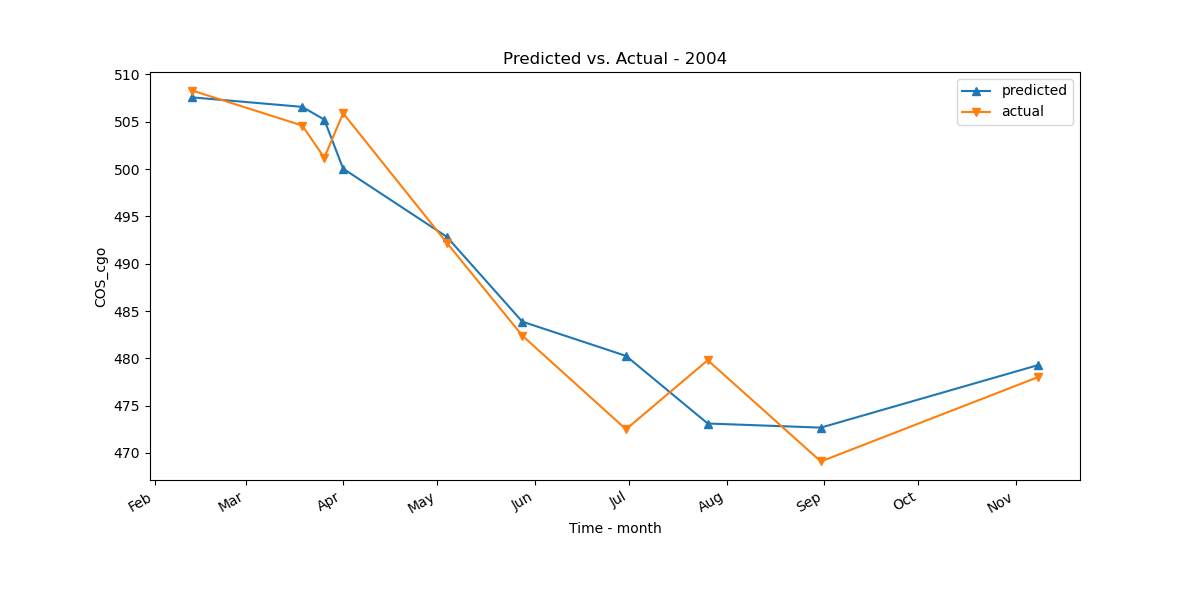 Predicted vs. Actual - 2004
predicted
actual
510
505
500
495
490
485
480
475
470
COS_cgo
Feb
Mar
Apr
May
Jun
Jul
Aug
Sep
Oct
Nov
Time - month